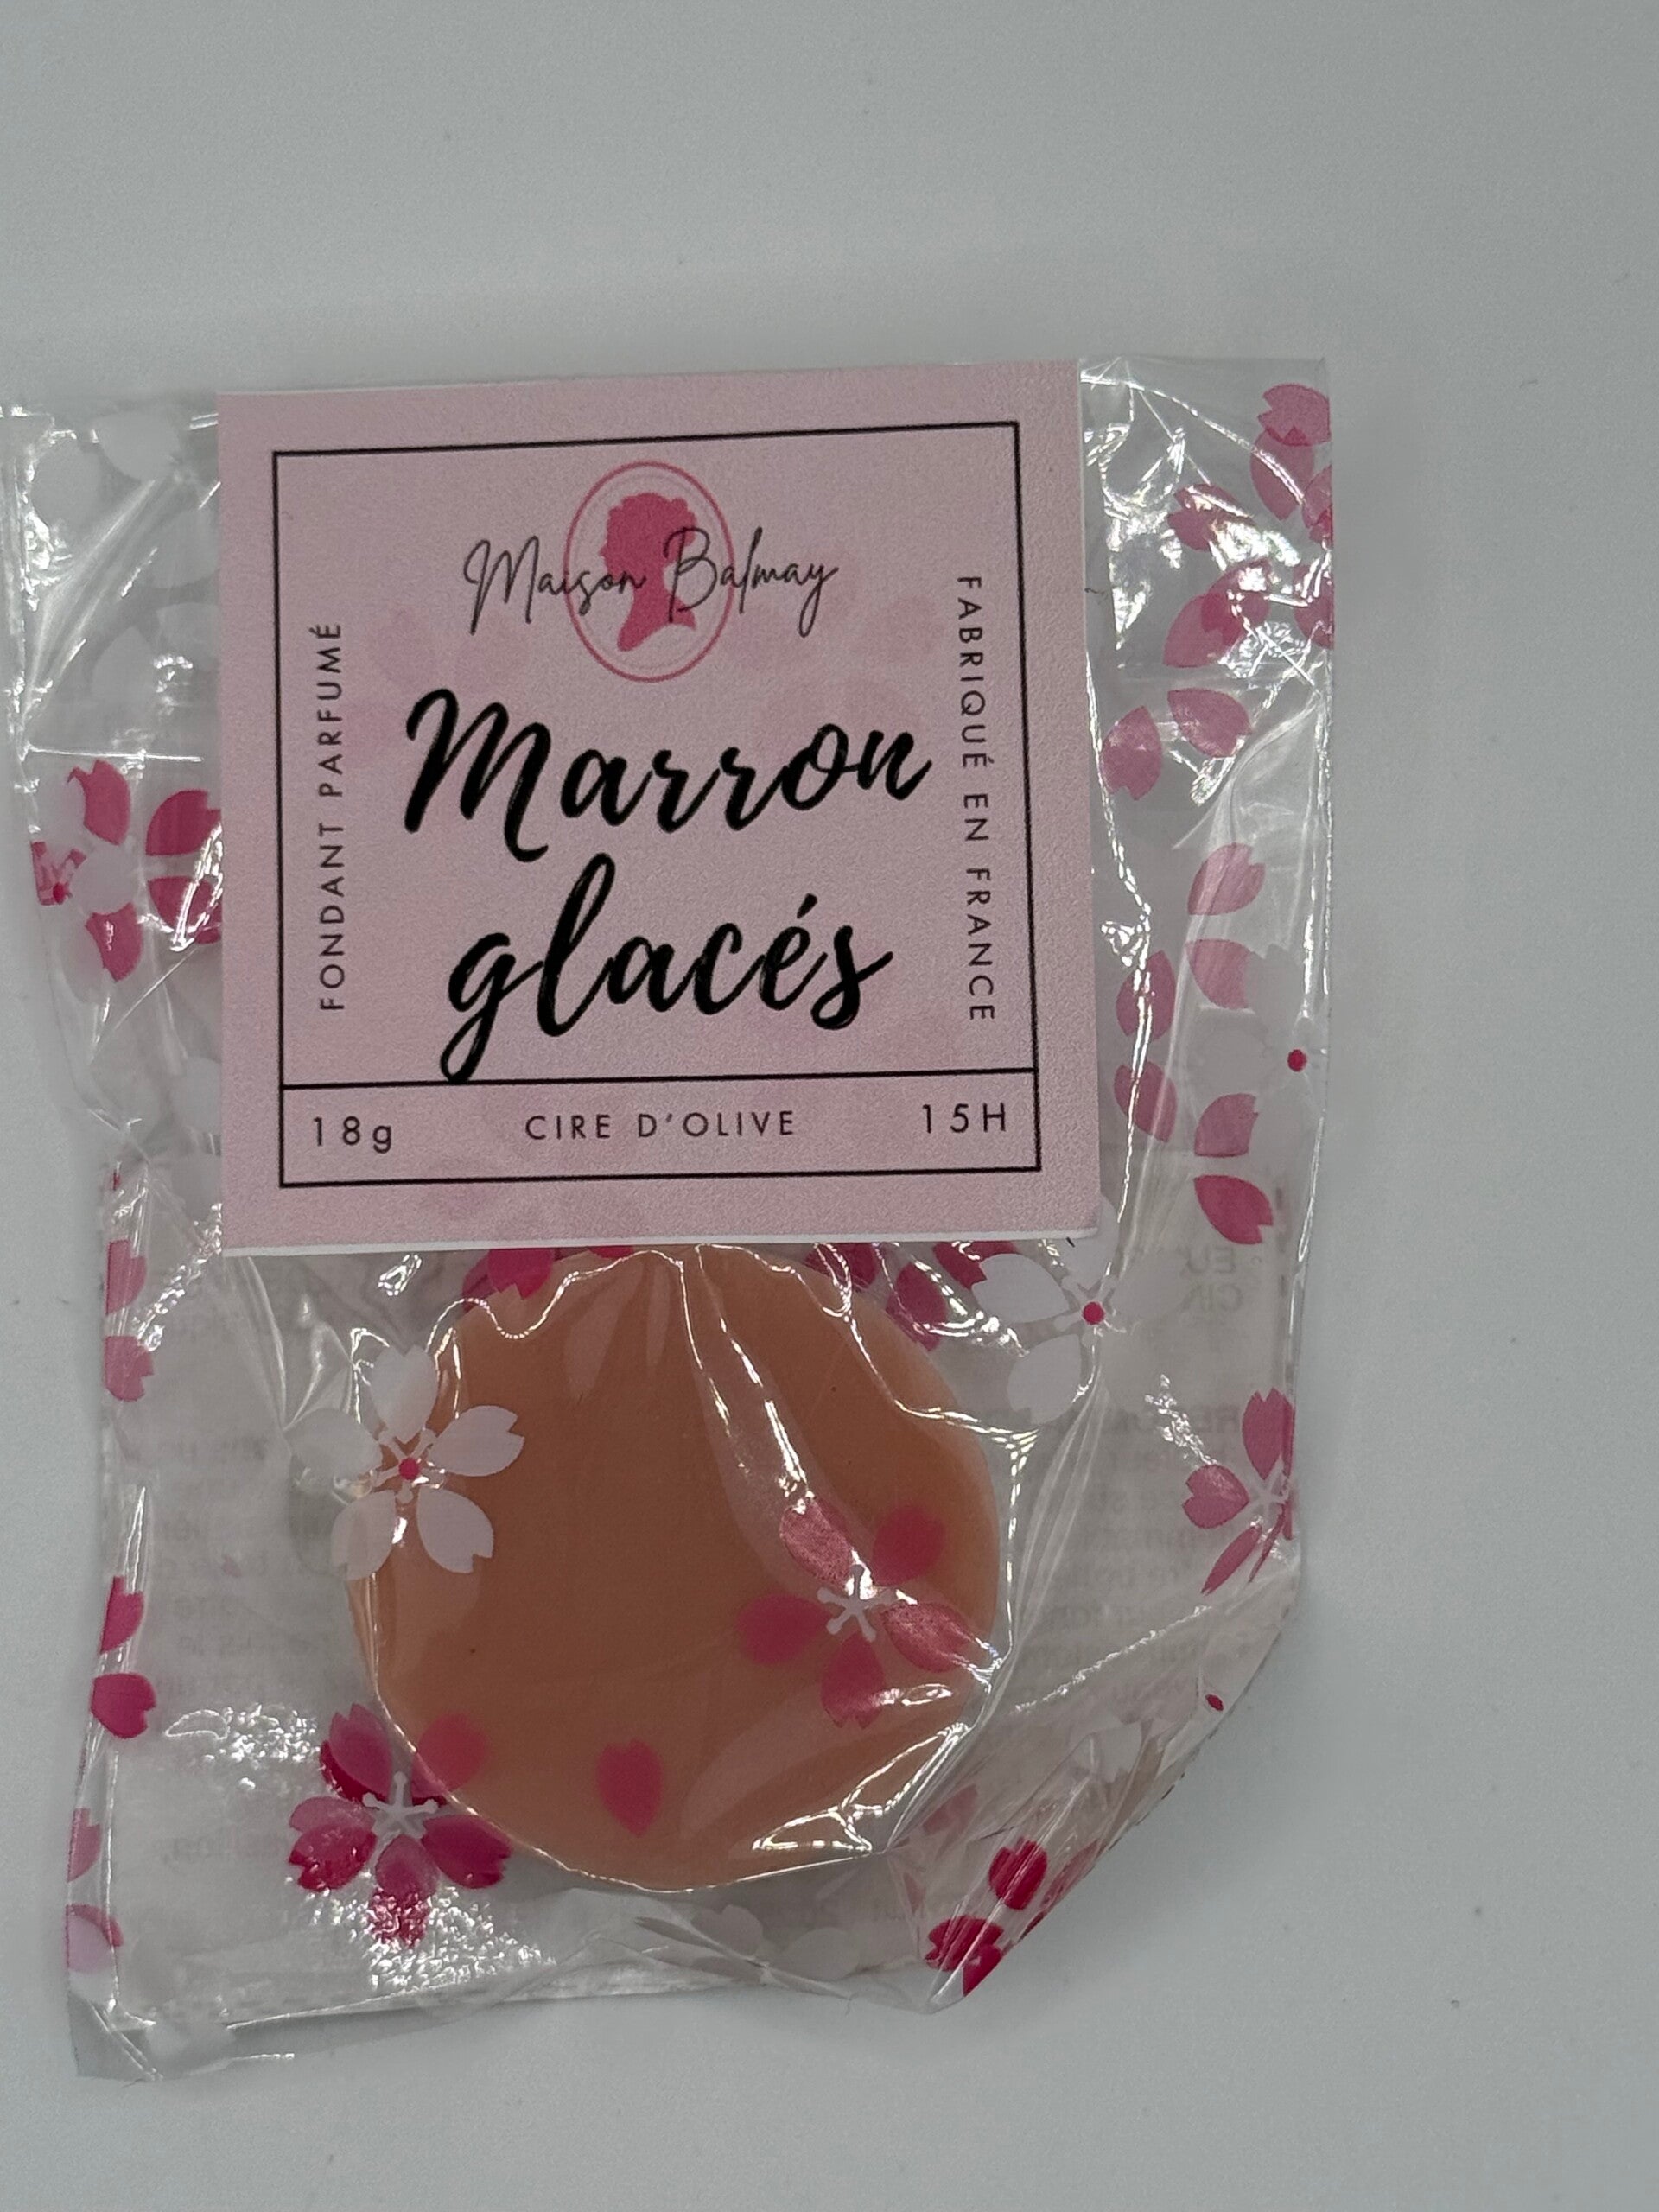 Maison Balmay
FONDANT PARFUMÉ
Marron
glacés
FABRIQUÉ EN FRANCE
18g CIRE D'OLIVE 15H